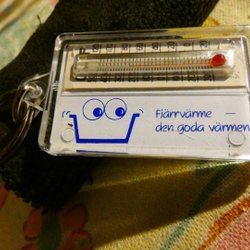 Fjärrvärme —
den goda värmen